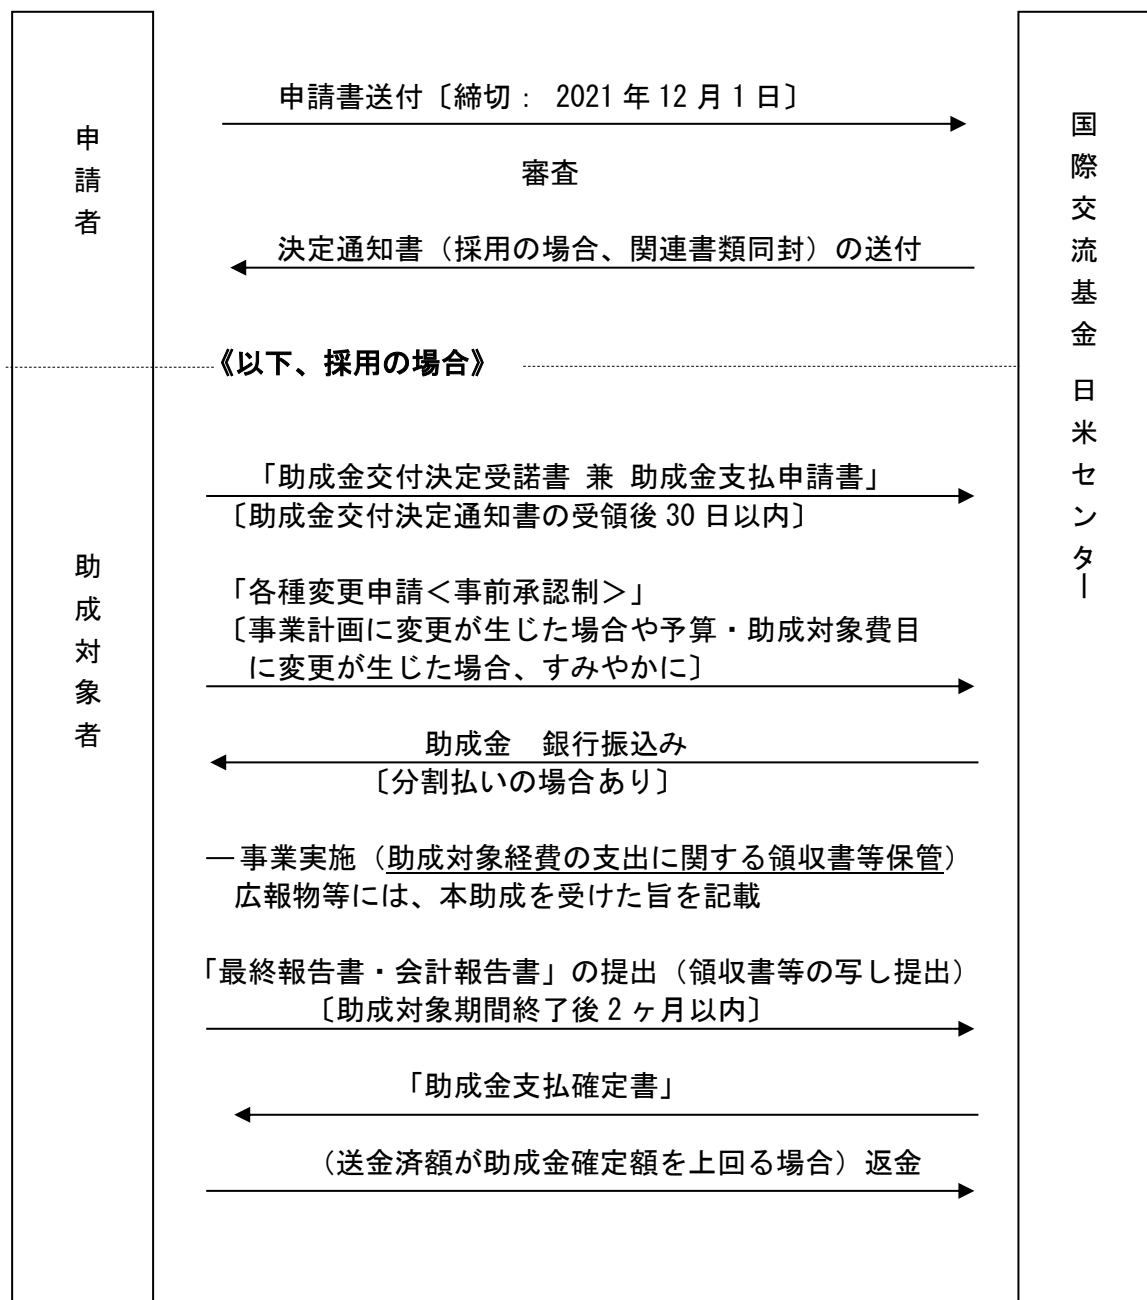 申請者
申請書送付〔締切： 2021年12月1日〕
審査
決定通知書（採用の場合、関連書類同封）の送付
国際交流基金 日米センター
《以下、採用の場合》
助成対象者
「助成金交付決定受諾書 兼 助成金支払申請書」
〔助成金交付決定通知書の受領後30日以内〕
「各種変更申請＜事前承認制＞」
〔事業計画に変更が生じた場合や予算・助成対象費目
に変更が生じた場合、すみやかに〕
助成金　銀行振込み
〔分割払いの場合あり〕
―事業実施（助成対象経費の支出に関する領収書等保管）
広報物等には、本助成を受けた旨を記載
「最終報告書・会計報告書」の提出（領収書等の写し提出）
〔助成対象期間終了後2ヶ月以内〕
「助成金支払確定書」
（送金済額が助成金確定額を上回る場合）返金